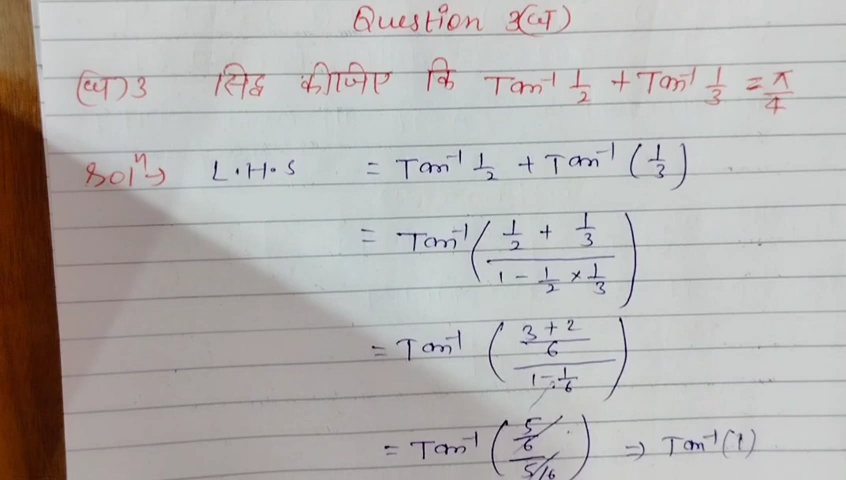 Question 3(ब)
(ब)3 सिद्ध कीजिए कि Tan⁻¹ 1/2 + Tan⁻¹ 1/3 = π/4
Solⁿ→ L.H.S = Tan⁻¹ 1/2 + Tan⁻¹ (1/3)
= Tan⁻¹ ((1/2 + 1/3)/(1 - 1/2 × 1/3))
= Tan⁻¹ (((3+2)/6)/(1 - 1/6))
= Tan⁻¹ ((5/6)/(5/6)) ⇒ Tan⁻¹(1)